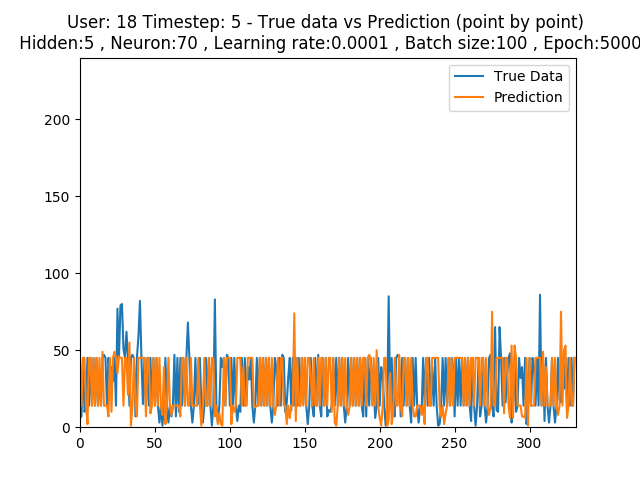 User: 18 Timestep: 5 - True data vs Prediction (point by point)
Hidden:5 , Neuron:70 , Learning rate:0.0001 , Batch size:100 , Epoch:5000
True Data
Prediction
200
150
100
50
0
0 50 100 150 200 250 300